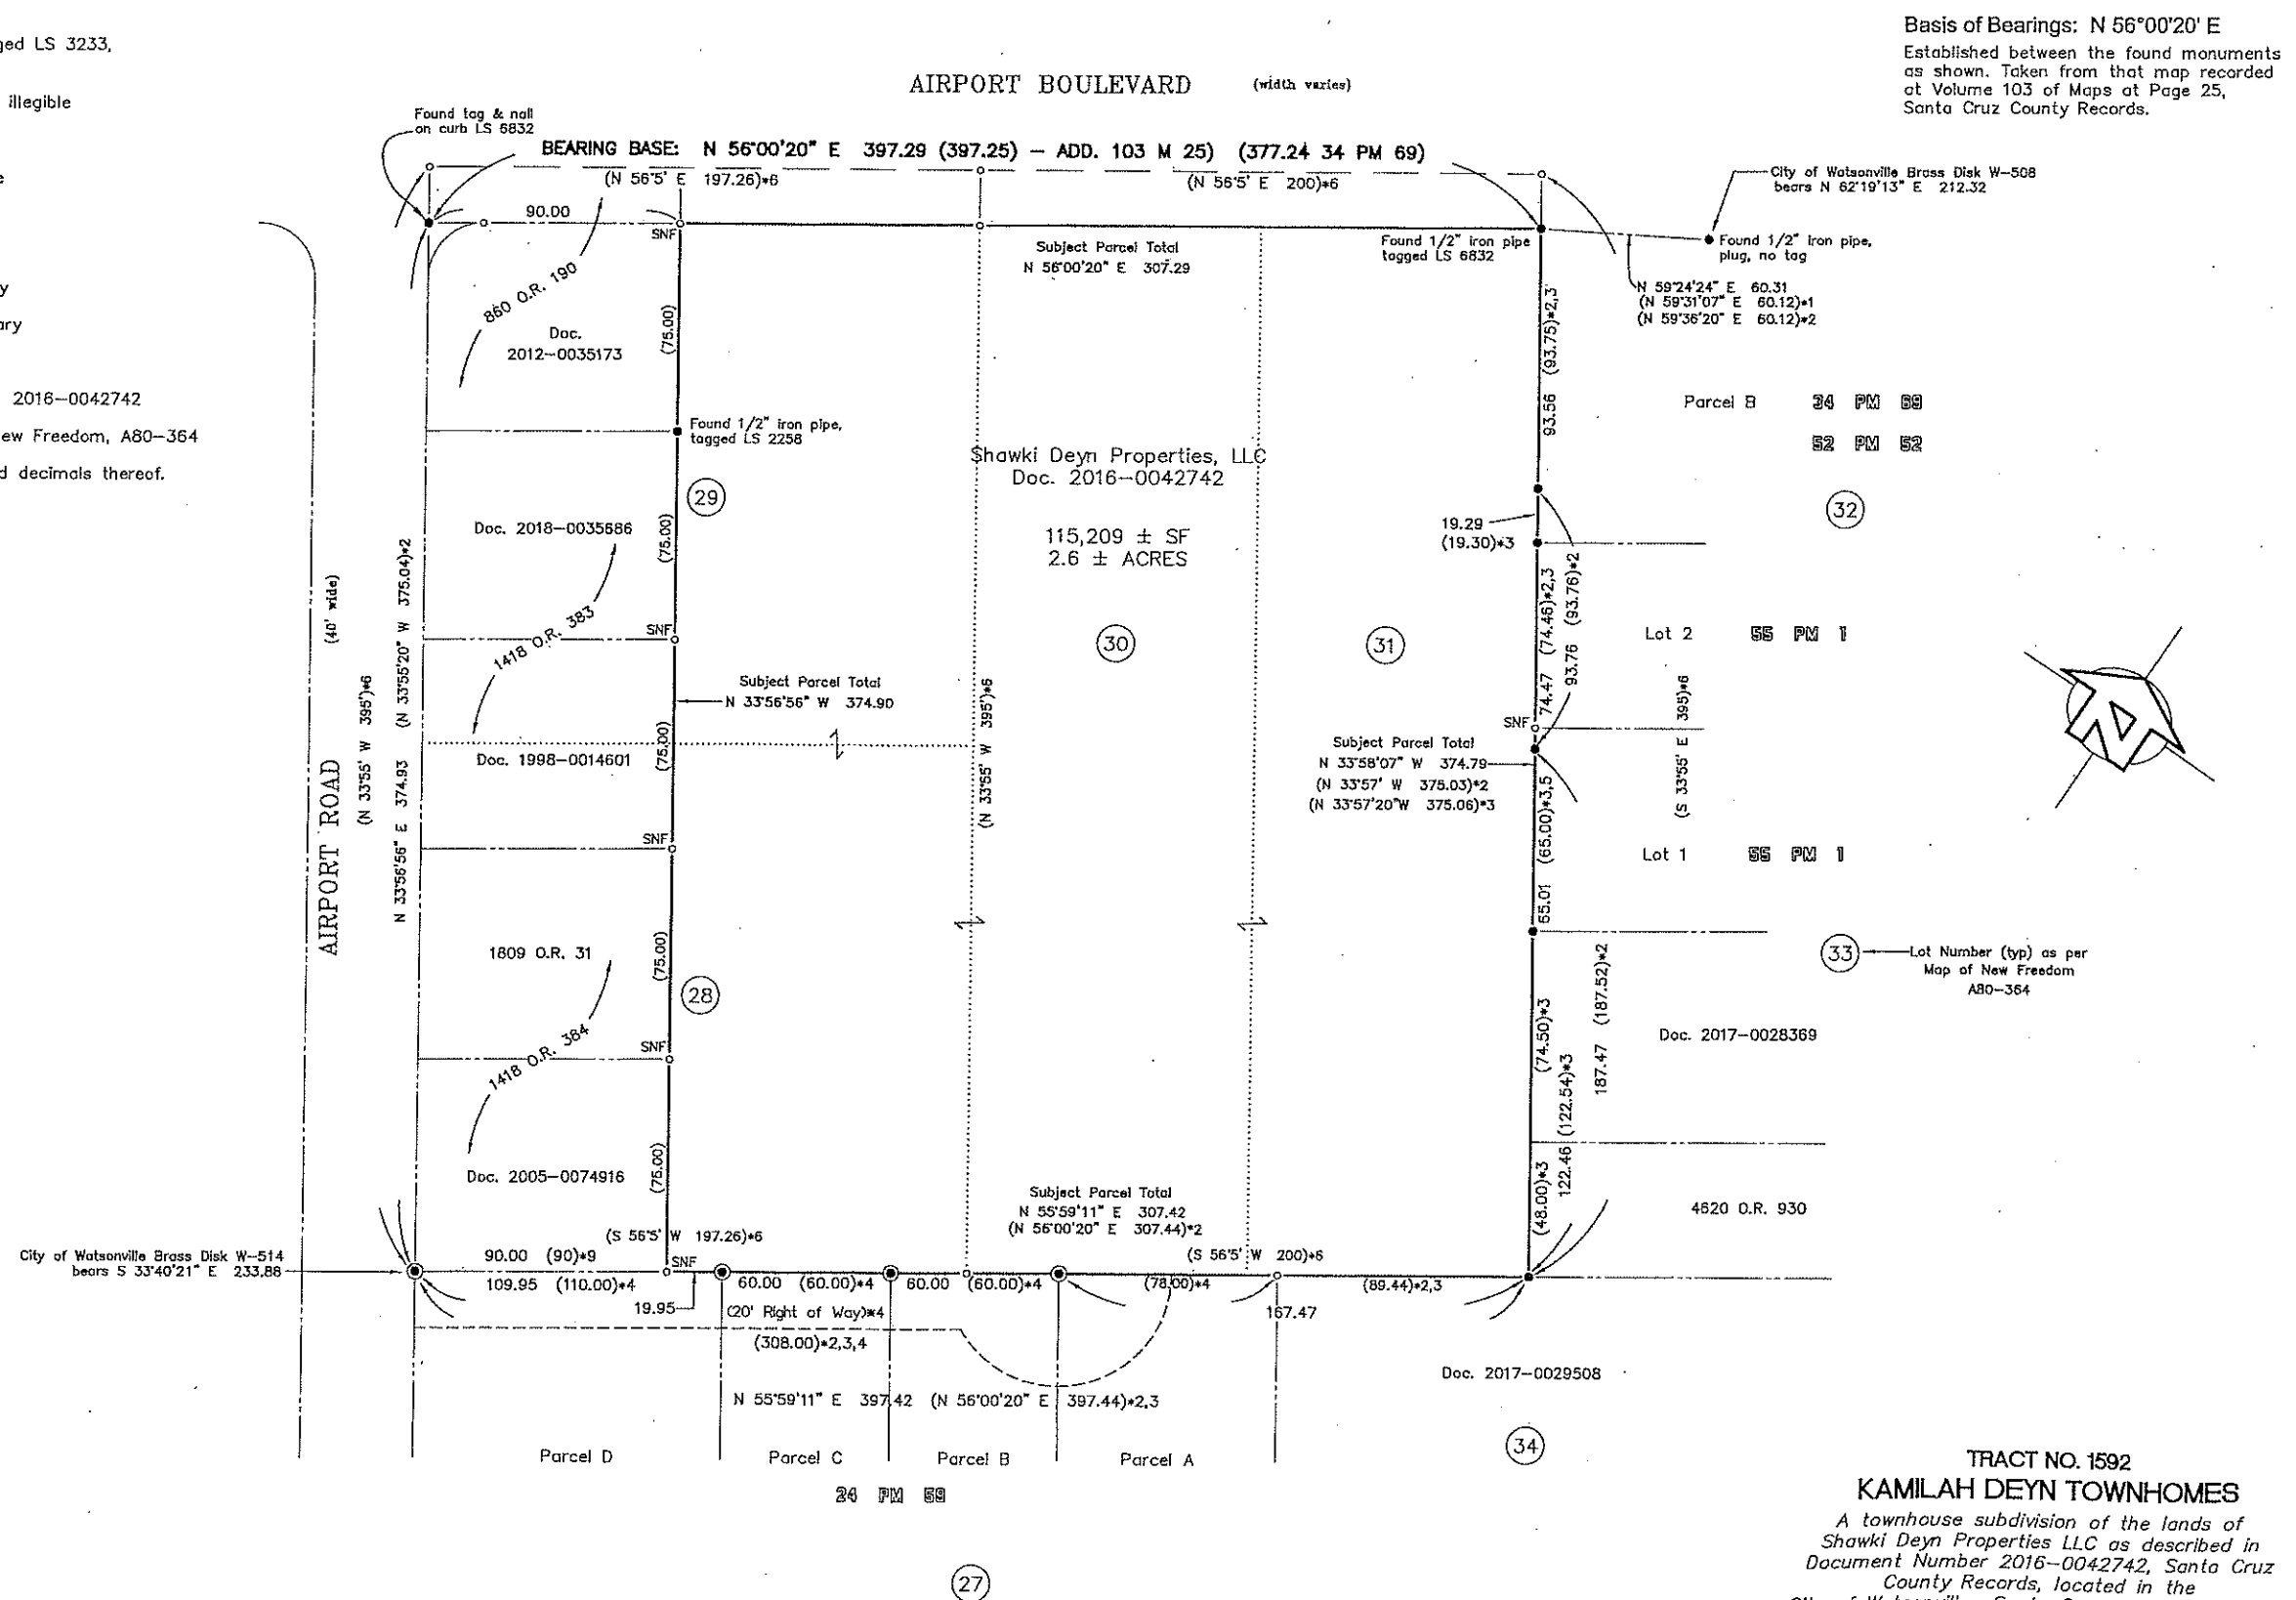 ged LS 3233,
illegible
e
y
ary
2016-0042742
ew Freedom, A80-364
d decimals thereof.
Basis of Bearings: N 56°00'20' E
Established between the found monuments
as shown. Taken from that map recorded
at Volume 103 of Maps at Page 25,
Santa Cruz County Records.
AIRPORT BOULEVARD (width varies)
Found tag & nail
on curb LS 6832
BEARING BASE: N 56°00'20" E 397.29 (397.25) - ADD. 103 M 25) (377.24 34 PM 69)
(N 56°5' E 197.26)*6
(N 56°5' E 200)*6
City of Watsonville Brass Disk W-508
bears N 62°19'13" E 212.32
90.00
SNF
Subject Parcel Total
N 56°00'20" E 307.29
Found 1/2" iron pipe
tagged LS 6832
Found 1/2" iron pipe,
plug, no tag
N 59°24'24" E 60.31
(N 59°31'07" E 60.12)*1
(N 59°36'20" E 60.12)*2
860 O.R. 190
Doc.
2012-0035173
(75.00)
93.56 (93.75)*2,3
Parcel B 34 PM 69
52 PM 52
Found 1/2" iron pipe,
tagged LS 2258
29
Shawki Deyn Properties, LLC
Doc. 2016-0042742
115,209 ± SF
2.6 ± ACRES
32
19.29
(19.30)*3
Doc. 2018-0035686
(75.00)
1418 O.R. 383
SNF
30
31
74.47 (74.46)*2,3
93.76 (93.76)*2
Lot 2 55 PM 1
AIRPORT ROAD (40' wide)
(N 33°55' W 395')*6
N 33°56'56" E 374.93 (N 33°55'20" W 375.04)*2
Subject Parcel Total
N 33°56'56" W 374.90
(N 33°55' W 395')*6
SNF
Subject Parcel Total
N 33°58'07" W 374.79
(N 33°57' W 375.03)*2
(N 33°57'20"W 375.06)*3
(S 33°55' E 395)*6
Doc. 1998-0014601
(75.00)
SNF
65.01 (65.00)*3,5
Lot 1 55 PM 1
1809 O.R. 31
(75.00)
28
33
Lot Number (typ) as per
Map of New Freedom
A80-364
1418 O.R. 384
SNF
(74.50)*3
187.47 (187.52)*2
122.46 (122.54)*3
Doc. 2017-0028369
Doc. 2005-0074916
(75.00)
(48.00)*3
4620 O.R. 930
Subject Parcel Total
N 55°59'11" E 307.42
(N 56°00'20" E 307.44)*2
(S 56°5' W 197.26)*6
(S 56°5' W 200)*6
City of Watsonville Brass Disk W-514
bears S 33°40'21" E 233.88
90.00 (90)*9
SNF
109.95 (110.00)*4
60.00 (60.00)*4
60.00 (60.00)*4
(78.00)*4
(89.44)*2,3
19.95
(20' Right of Way)*4
167.47
(308.00)*2,3,4
Doc. 2017-0029508
N 55°59'11" E 397.42 (N 56°00'20" E 397.44)*2,3
Parcel D
Parcel C
Parcel B
Parcel A
34
24 PM 59
27
TRACT NO. 1592
KAMILAH DEYN TOWNHOMES
A townhouse subdivision of the lands of
Shawki Deyn Properties LLC as described in
Document Number 2016-0042742, Santa Cruz
County Records, located in the